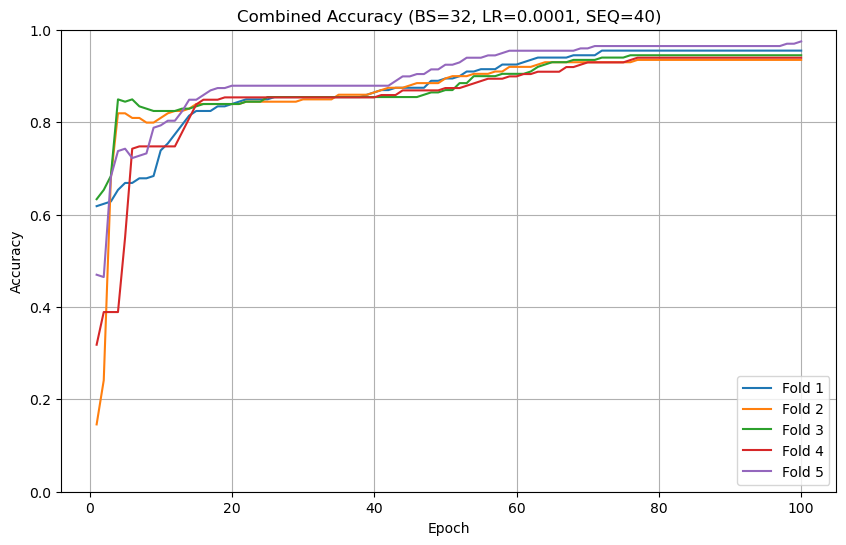 Combined Accuracy (BS=32, LR=0.0001, SEQ=40)
1.0
0.8
0.6
0.4
0.2
0.0
Accuracy
0 20 40 60 80 100
Epoch
Fold 1
Fold 2
Fold 3
Fold 4
Fold 5